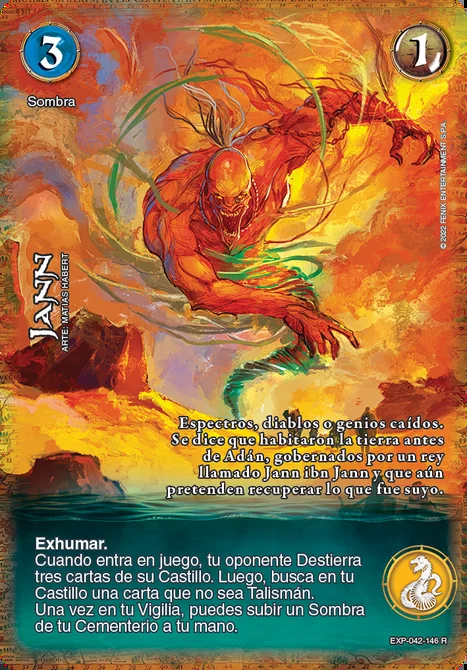 3
1
Sombra
JANN
ARTE: MATÍAS HABERT
© 2022 FENIX ENTERTAINMENT SPA
Espectros, diablos o genios caídos.
Se dice que habitaron la tierra antes
de Adán, gobernados por un rey
llamado Jann ibn Jann y que aún
pretenden recuperar lo que fue suyo.
Exhumar.
Cuando entra en juego, tu oponente Destierra
tres cartas de su Castillo. Luego, busca en tu
Castillo una carta que no sea Talismán.
Una vez en tu Vigilia, puedes subir un Sombra
de tu Cementerio a tu mano.
EXP-042-146 R